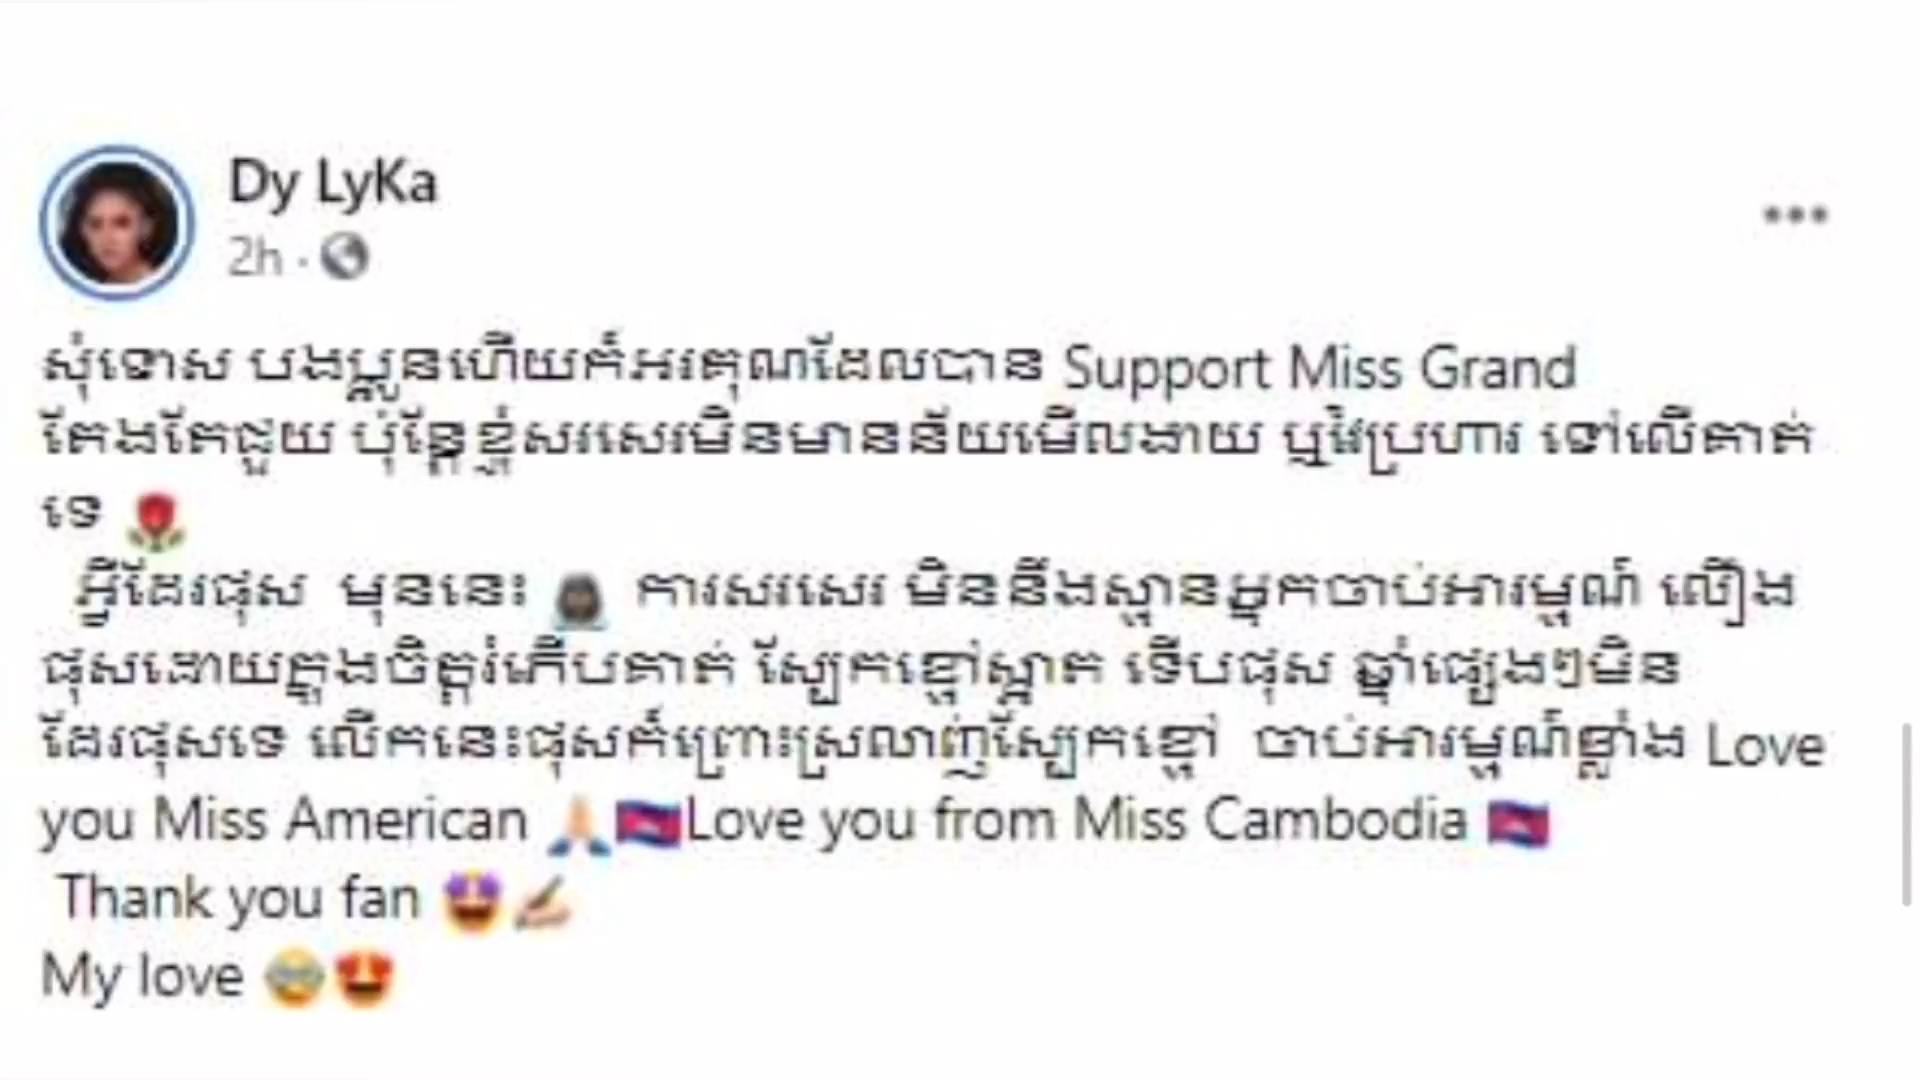 Dy LyKa
2h ·
សុំទោស បងប្អូនហើយក៏អរគុណដែលបាន Support Miss Grand
តែងតែជួយ ប៉ុន្តែខ្ញុំសរសេរមិនមានន័យមើលងាយ ឬវៃប្រហារ ទៅលើគាត់
ទេ 🌹
អ្វីដែរផុស មុននេះ ការសរសេរ មិននឹងស្មានអ្នកចាប់អារម្មណ៍ លឿង
ផុសដោយក្នុងចិត្តរំភើបគាត់ ស្បែកខ្មៅស្អាត ទើបផុស ឆ្នាំផ្សេងៗមិន
ដែរផុសទេ លើកនេះផុសក៏ព្រោះស្រលាញ់ស្បែកខ្មៅ ចាប់អារម្មណ៍ខ្លាំង Love
you Miss American 🙏🇰🇭Love you from Miss Cambodia 🇰🇭
Thank you fan 🤩✍
My love 🥹🤩